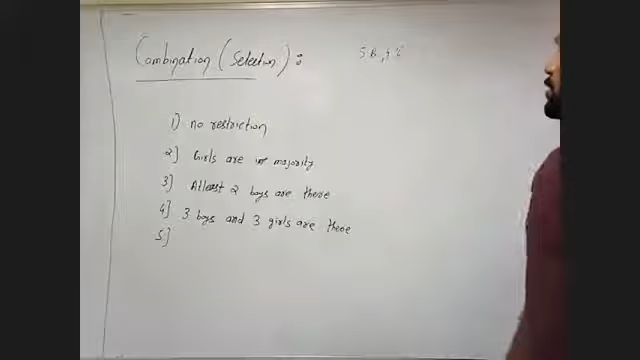 Combination (Selection) :
5 B, 4
1) no restriction
2] Girls are in majority
3] Atleast 2 boys are there
4] 3 boys and 3 girls are there
5]